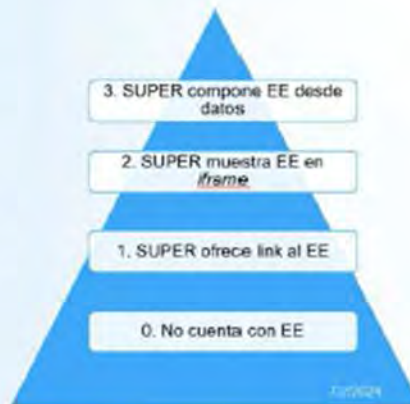 3. SUPER compone EE desde
datos
2. SUPER muestra EE en
iframe
1. SUPER ofrece link al EE
0. No cuenta con EE